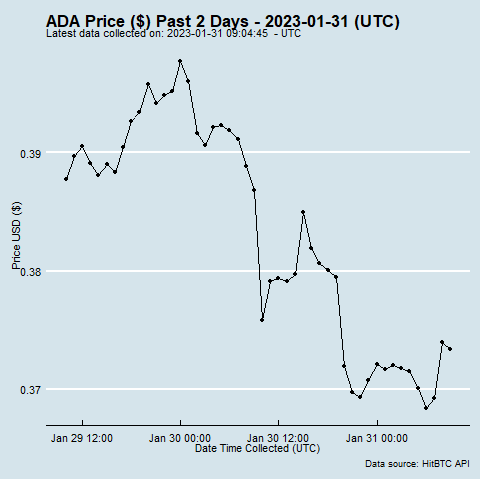 ADA Price ($) Past 2 Days - 2023-01-31 (UTC)
Latest data collected on: 2023-01-31 09:04:45 - UTC
Price USD ($)
0.39
0.38
0.37
Jan 29 12:00
Jan 30 00:00
Jan 30 12:00
Jan 31 00:00
Date Time Collected (UTC)
Data source: HitBTC API